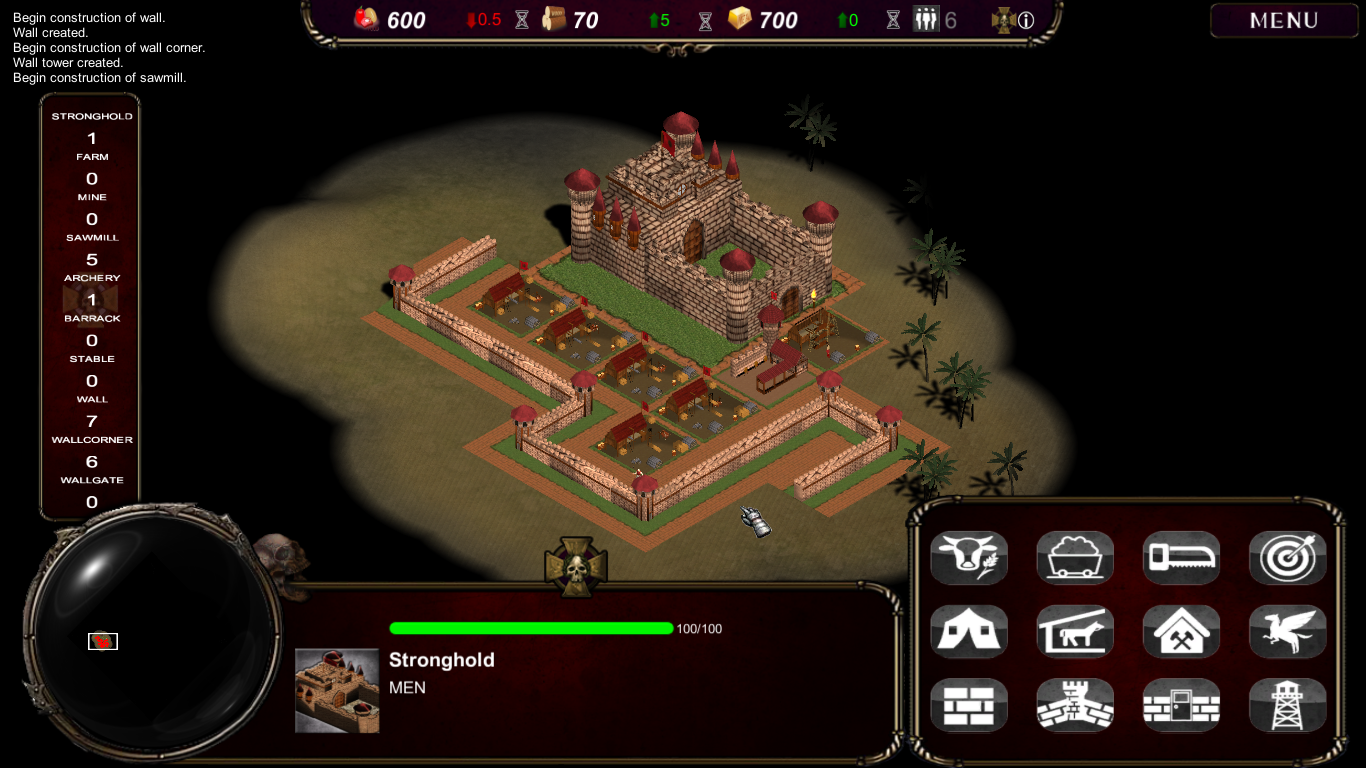 Begin construction of wall.
Wall created.
Begin construction of wall corner.
Wall tower created.
Begin construction of sawmill.
600 0.5 70 5 700 0 6
MENU
STRONGHOLD
1
FARM
0
MINE
0
SAWMILL
5
ARCHERY
1
BARRACK
0
STABLE
0
WALL
7
WALLCORNER
6
WALLGATE
0
100/100
Stronghold
MEN